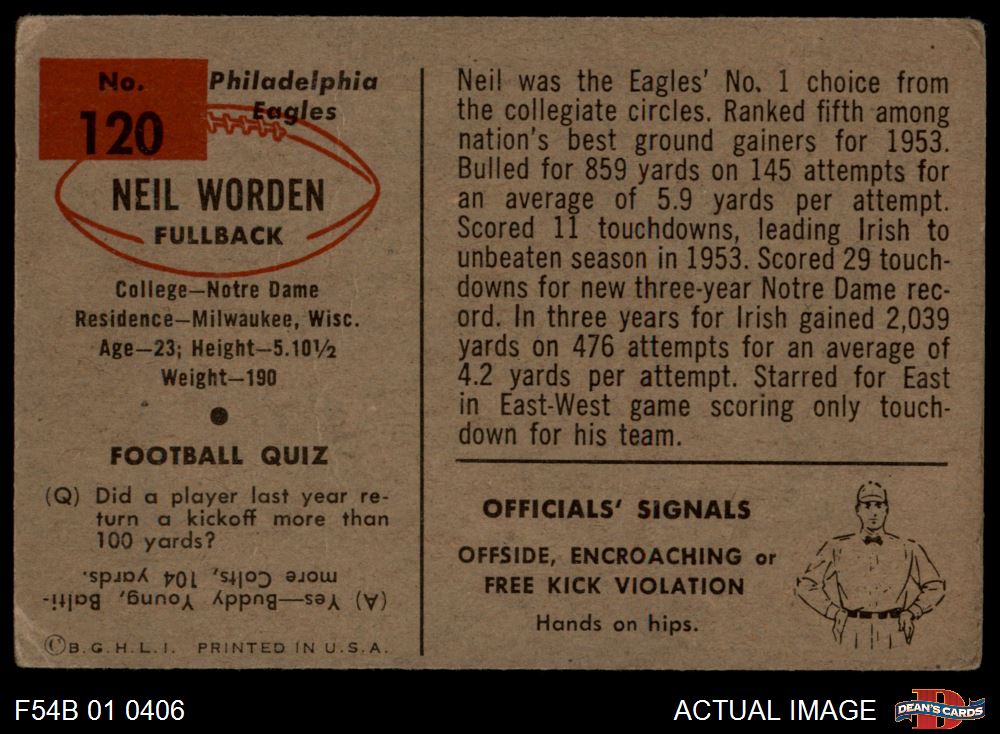 No.
120
Philadelphia
Eagles
NEIL WORDEN
FULLBACK
College—Notre Dame
Residence—Milwaukee, Wisc.
Age—23; Height—5.10½
Weight—190
FOOTBALL QUIZ
(Q) Did a player last year re-
turn a kickoff more than
100 yards?
(A) Yes—Buddy Young, Balti-
more Colts, 104 yards.
©B.G.H.L.I. PRINTED IN U.S.A.
Neil was the Eagles' No. 1 choice from
the collegiate circles. Ranked fifth among
nation's best ground gainers for 1953.
Bulled for 859 yards on 145 attempts for
an average of 5.9 yards per attempt.
Scored 11 touchdowns, leading Irish to
unbeaten season in 1953. Scored 29 touch-
downs for new three-year Notre Dame rec-
ord. In three years for Irish gained 2,039
yards on 476 attempts for an average of
4.2 yards per attempt. Starred for East
in East-West game scoring only touch-
down for his team.
OFFICIALS' SIGNALS
OFFSIDE, ENCROACHING or
FREE KICK VIOLATION
Hands on hips.
F54B 01 0406
ACTUAL IMAGE
DEAN'S CARDS